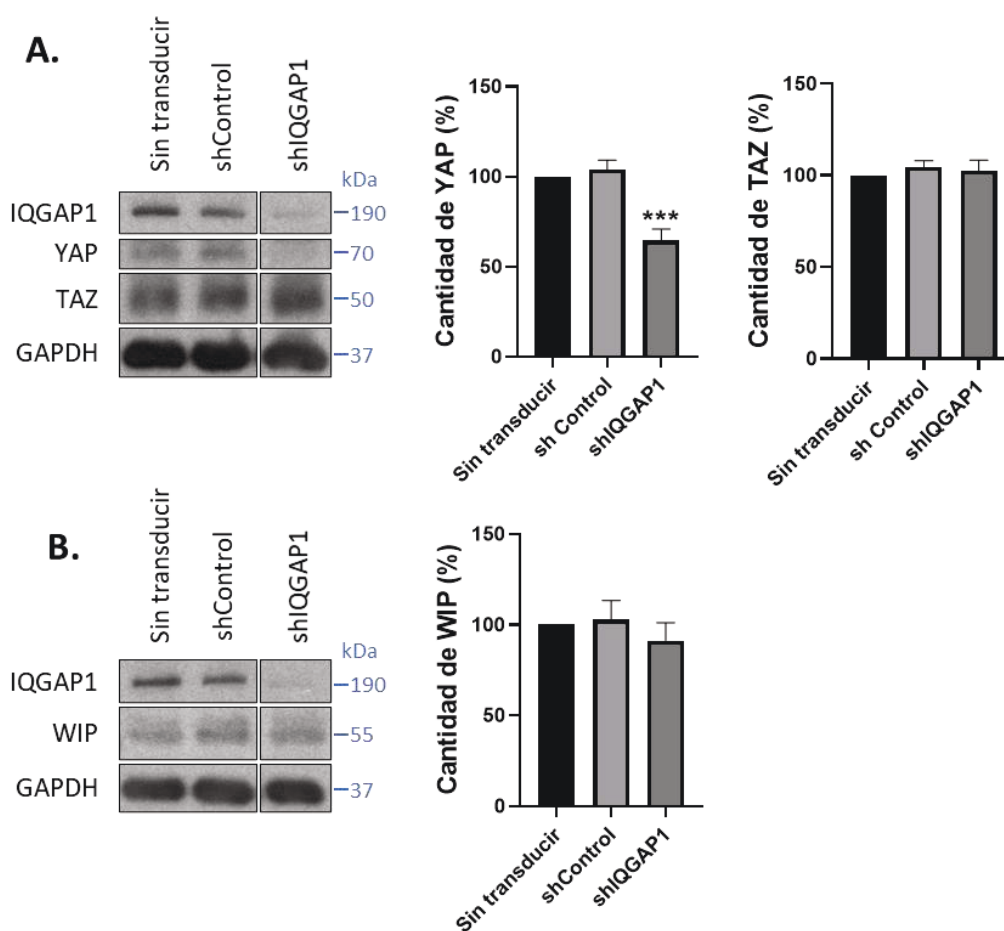 A.
Sin transducir
shControl
shIQGAP1
kDa
IQGAP1
190
YAP
70
TAZ
50
GAPDH
37
Cantidad de YAP (%)
150
100
50
0
***
Sin transducir
sh Control
shIQGAP1
Cantidad de TAZ (%)
150
100
50
0
Sin transducir
sh Control
shIQGAP1
B.
Sin transducir
shControl
shIQGAP1
kDa
IQGAP1
190
WIP
55
GAPDH
37
Cantidad de WIP (%)
150
100
50
0
Sin transducir
shControl
shIQGAP1